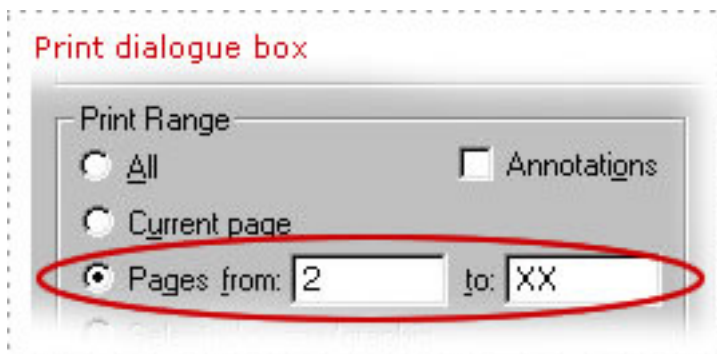 Print dialogue box
Print Range
All Annotations
Current page
Pages from: 2 to: XX